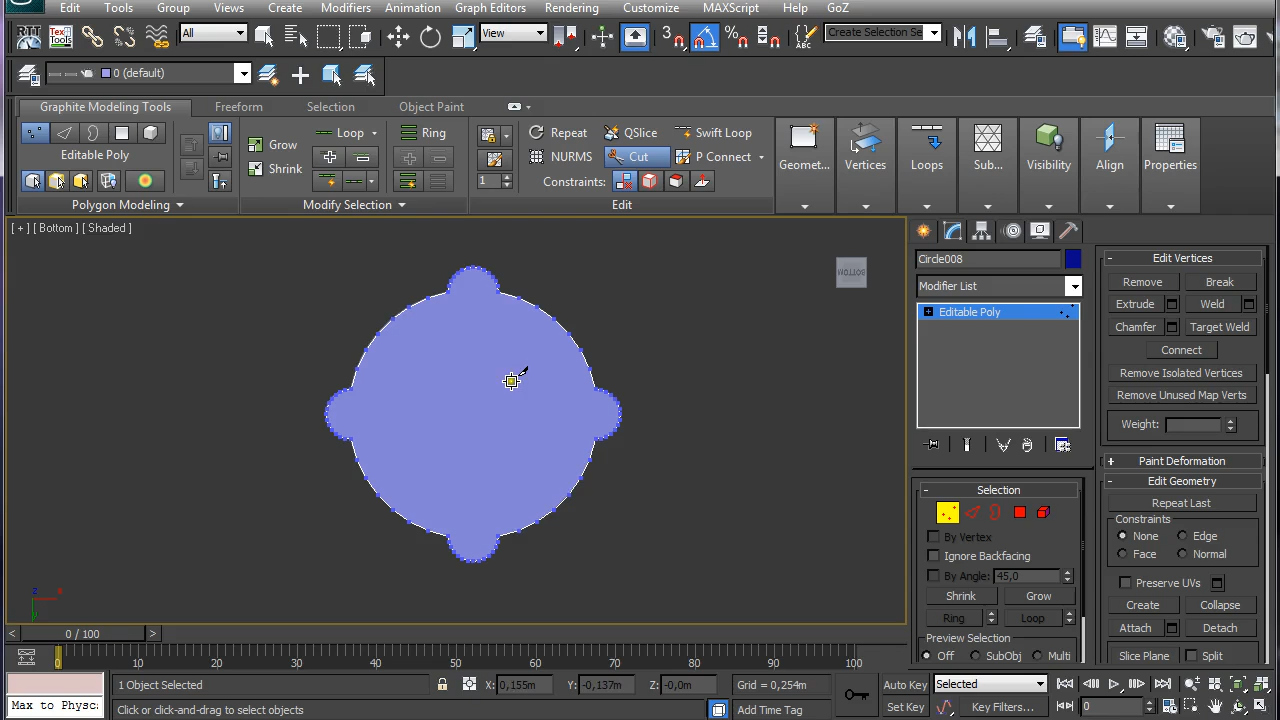 Edit Tools Group Views Create Modifiers Animation Graph Editors Rendering Customize MAXScript Help GoZ
RTT Tex Tools All View 3 Create Selection Se
0 (default)
Graphite Modeling Tools Freeform Selection Object Paint
Loop Ring Repeat QSlice Swift Loop
Grow NURMS Cut P Connect
Editable Poly Shrink Geomet... Vertices Loops Sub... Visibility Align Properties
1 Constraints:
Polygon Modeling Modify Selection Edit
[ + ] [ Bottom ] [ Shaded ]
BOTTOM
Circle008
Modifier List
Editable Poly
Edit Vertices
Remove Break
Extrude Weld
Chamfer Target Weld
Connect
Remove Isolated Vertices
Remove Unused Map Verts
Weight:
Paint Deformation
Edit Geometry
Repeat Last
Constraints
None Edge
Face Normal
Preserve UVs
Create Collapse
Attach Detach
Slice Plane Split
Selection
By Vertex
Ignore Backfacing
By Angle: 45,0
Shrink Grow
Ring Loop
Preview Selection
Off SubObj Multi
z x y
< 0 / 100 >
0 10 20 30 40 50 60 70 80 90 100
1 Object Selected X: 0,155m Y: -0,137m Z: -0,0m Grid = 0,254m Auto Key Selected
Max to Physc: Click or click-and-drag to select objects Add Time Tag Set Key Key Filters... 0